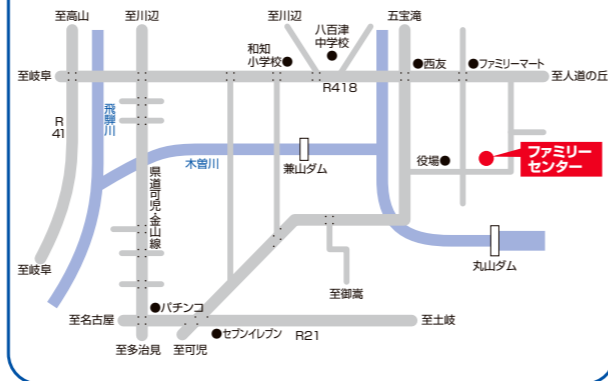 至高山
至川辺
至川辺
八百津
中学校
五宝滝
和知
小学校●
●西友
●ファミリーマート
至岐阜
至人道の丘
R418
R41
飛騨川
木曽川
兼山ダム
役場●
ファミリー
センター
県道可児・金山線
丸山ダム
至岐阜
至御嵩
●パチンコ
至名古屋
至土岐
●セブンイレブン
R21
至多治見
至可児